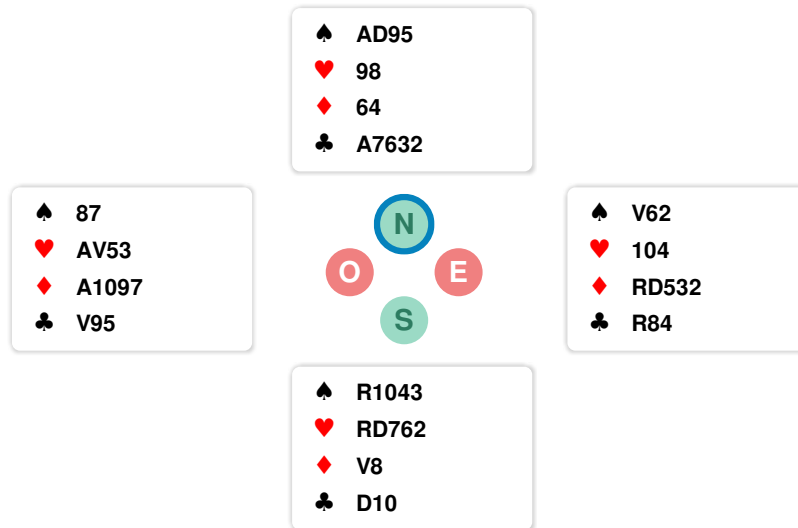 ♠ AD95
♥ 98
♦ 64
♣ A7632
♠ 87
♥ AV53
♦ A1097
♣ V95
N
O E
S
♠ V62
♥ 104
♦ RD532
♣ R84
♠ R1043
♥ RD762
♦ V8
♣ D10